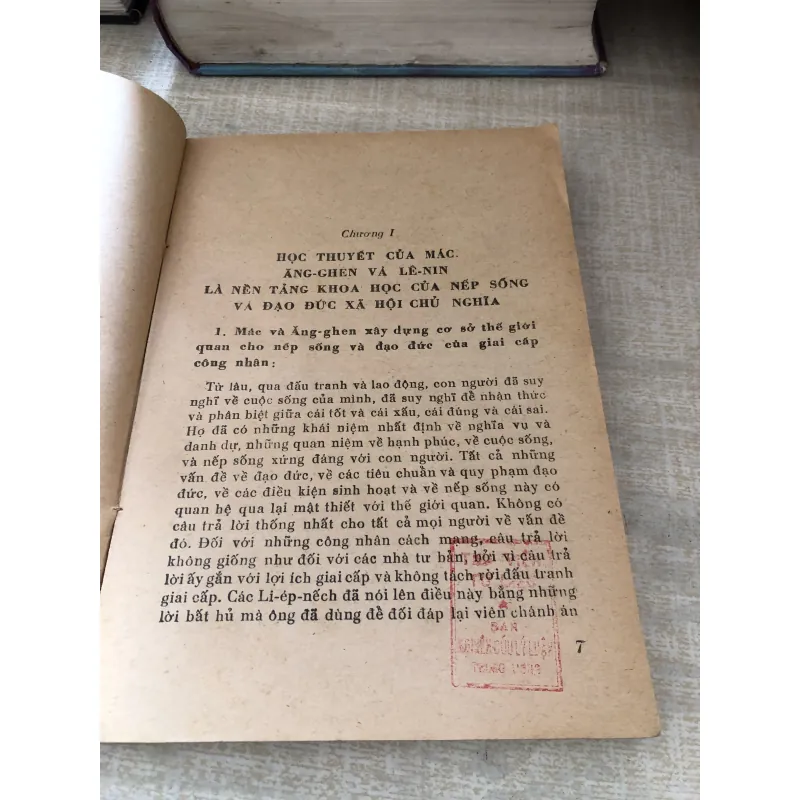 Chương I
HỌC THUYẾT CỦA MÁC.
ĂNG-GHEN VÀ LÊ-NIN
LÀ NỀN TẢNG KHOA HỌC CỦA NẾP SỐNG
VÀ ĐẠO ĐỨC XÃ HỘI CHỦ NGHĨA
1. Mác và Ăng-ghen xây dựng cơ sở thế giới
quan cho nếp sống và đạo đức của giai cấp
công nhân:
Từ lâu, qua đấu tranh và lao động, con người đã suy
nghĩ về cuộc sống của mình, đã suy nghĩ để nhận thức
và phân biệt giữa cái tốt và cái xấu, cái đúng và cái sai.
Họ đã có những khái niệm nhất định về nghĩa vụ và
danh dự, những quan niệm về hạnh phúc, về cuộc sống,
và nếp sống xứng đáng với con người. Tất cả những
vấn đề về đạo đức, về các tiêu chuẩn và quy phạm đạo
đức, về các điều kiện sinh hoạt và về nếp sống này có
quan hệ qua lại mật thiết với thế giới quan. Không có
câu trả lời thống nhất cho tất cả mọi người về vấn đề
đó. Đối với những công nhân cách mạng, câu trả lời
không giống như đối với các nhà tư bản, bởi vì câu trả
lời ấy gắn với lợi ích giai cấp và không tách rời đấu tranh
giai cấp. Các Li-ép-nếch đã nói lên điều này bằng những
lời bất hủ mà ông đã dùng để đối đáp lại viên chánh án
BAN
NGHIÊN CỨU LÝ LUẬN
TRUNG ƯƠNG
7